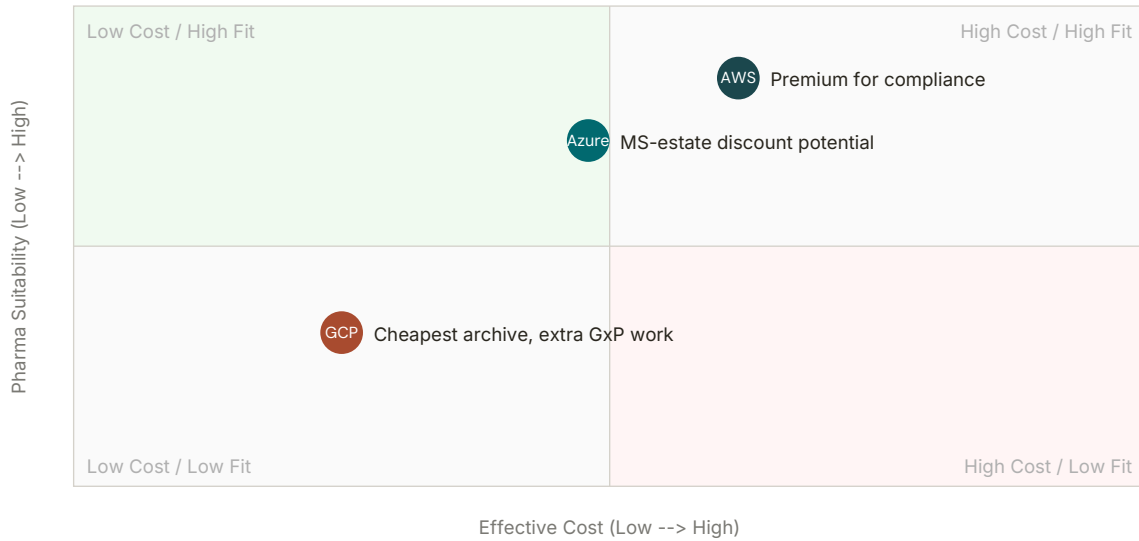 Low Cost / High Fit
High Cost / High Fit
AWS
Premium for compliance
Azure
MS-estate discount potential
Pharma Suitability (Low --> High)
GCP
Cheapest archive, extra GxP work
Low Cost / Low Fit
High Cost / Low Fit
Effective Cost (Low --> High)